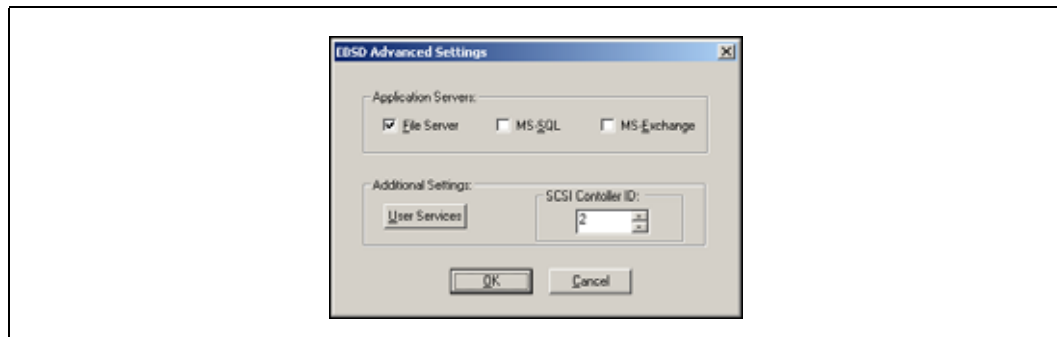 EBSD Advanced Settings
Application Servers:
File Server
MS-SQL
MS-Exchange
Additional Settings:
User Services
SCSI Contoller ID:
2
OK
Cancel